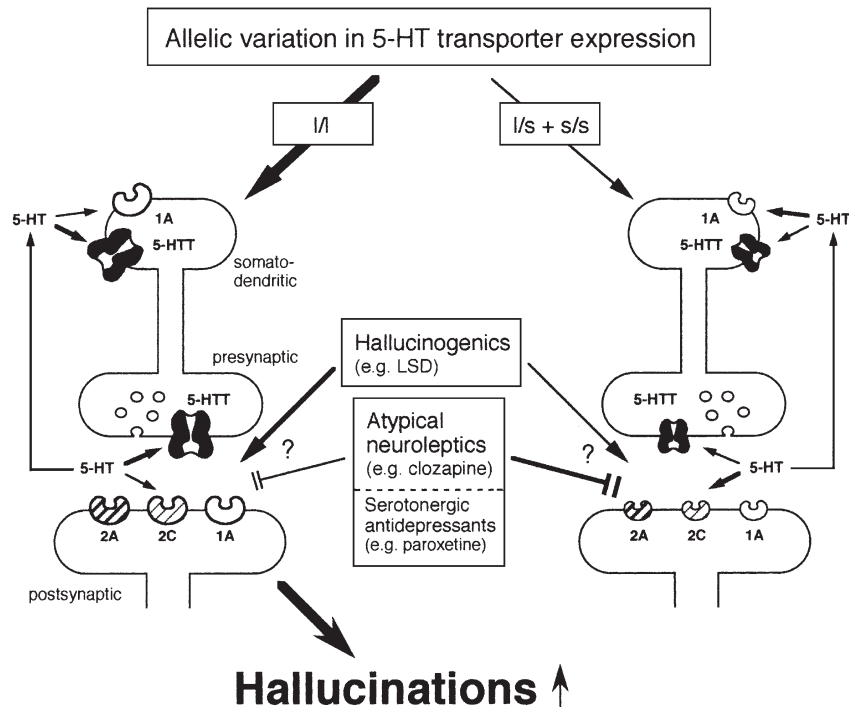 Allelic variation in 5-HT transporter expression
l/l
l/s + s/s
5-HT
1A
5-HTT
somato-
dendritic
1A
5-HT
5-HTT
presynaptic
5-HTT
5-HT
?
Hallucinogenics
(e.g. LSD)
Atypical
neuroleptics
(e.g. clozapine)
Serotonergic
antidepressants
(e.g. paroxetine)
5-HTT
?
5-HT
2A
2C
1A
postsynaptic
2A
2C
1A
Hallucinations